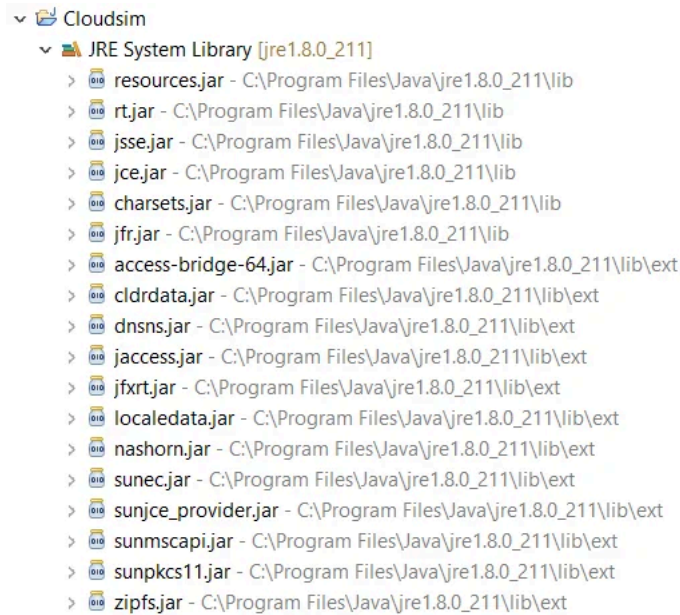 Cloudsim
JRE System Library [jre1.8.0_211]
resources.jar - C:\Program Files\Java\jre1.8.0_211\lib
rt.jar - C:\Program Files\Java\jre1.8.0_211\lib
jsse.jar - C:\Program Files\Java\jre1.8.0_211\lib
jce.jar - C:\Program Files\Java\jre1.8.0_211\lib
charsets.jar - C:\Program Files\Java\jre1.8.0_211\lib
jfr.jar - C:\Program Files\Java\jre1.8.0_211\lib
access-bridge-64.jar - C:\Program Files\Java\jre1.8.0_211\lib\ext
cldrdata.jar - C:\Program Files\Java\jre1.8.0_211\lib\ext
dnsns.jar - C:\Program Files\Java\jre1.8.0_211\lib\ext
jaccess.jar - C:\Program Files\Java\jre1.8.0_211\lib\ext
jfxrt.jar - C:\Program Files\Java\jre1.8.0_211\lib\ext
localedata.jar - C:\Program Files\Java\jre1.8.0_211\lib\ext
nashorn.jar - C:\Program Files\Java\jre1.8.0_211\lib\ext
sunec.jar - C:\Program Files\Java\jre1.8.0_211\lib\ext
sunjce_provider.jar - C:\Program Files\Java\jre1.8.0_211\lib\ext
sunmscapi.jar - C:\Program Files\Java\jre1.8.0_211\lib\ext
sunpkcs11.jar - C:\Program Files\Java\jre1.8.0_211\lib\ext
zipfs.jar - C:\Program Files\Java\jre1.8.0_211\lib\ext